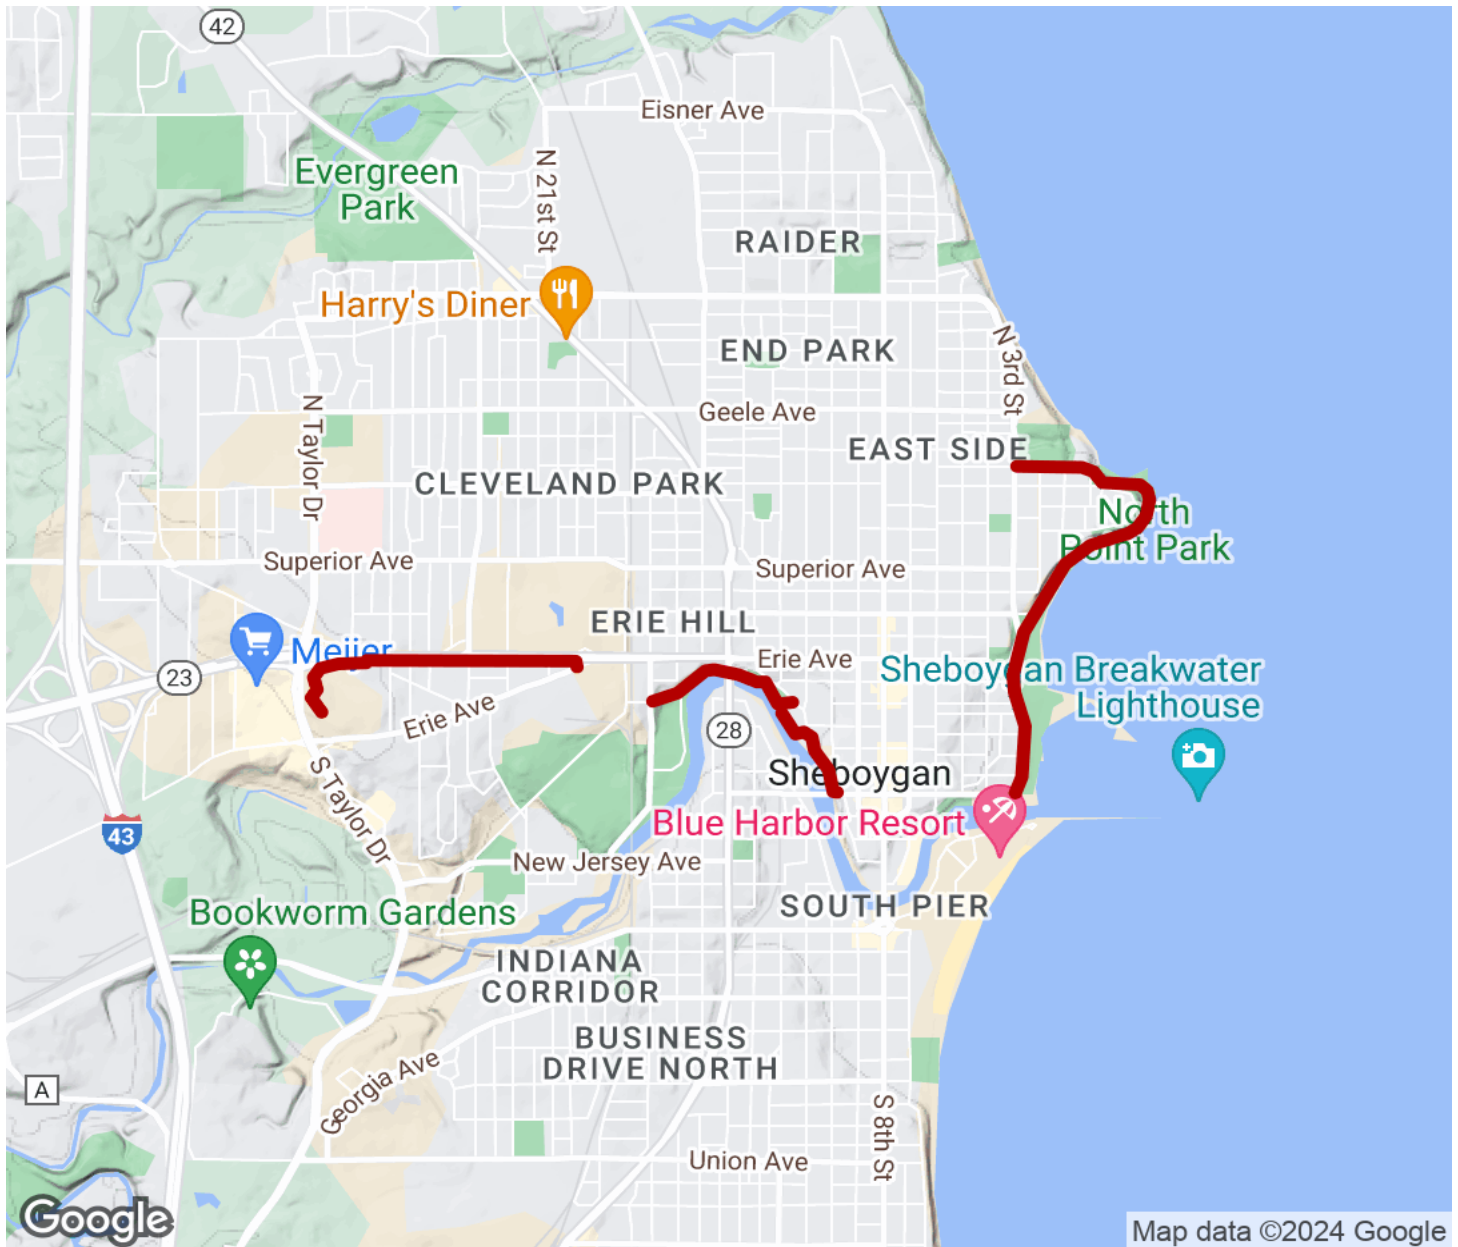 42
Eisner Ave
Evergreen
Park
N 21st St
RAIDER
Harry's Diner
END PARK
N 3rd St
N Taylor Dr
Geele Ave
EAST SIDE
CLEVELAND PARK
North
Point Park
Superior Ave
Superior Ave
ERIE HILL
Meijer
Erie Ave
23
Sheboygan Breakwater
Lighthouse
Erie Ave
28
Sheboygan
S Taylor Dr
43
Blue Harbor Resort
New Jersey Ave
Bookworm Gardens
SOUTH PIER
INDIANA
CORRIDOR
BUSINESS
DRIVE NORTH
Georgia Ave
A
S 8th St
Union Ave
Google
Map data ©2024 Google